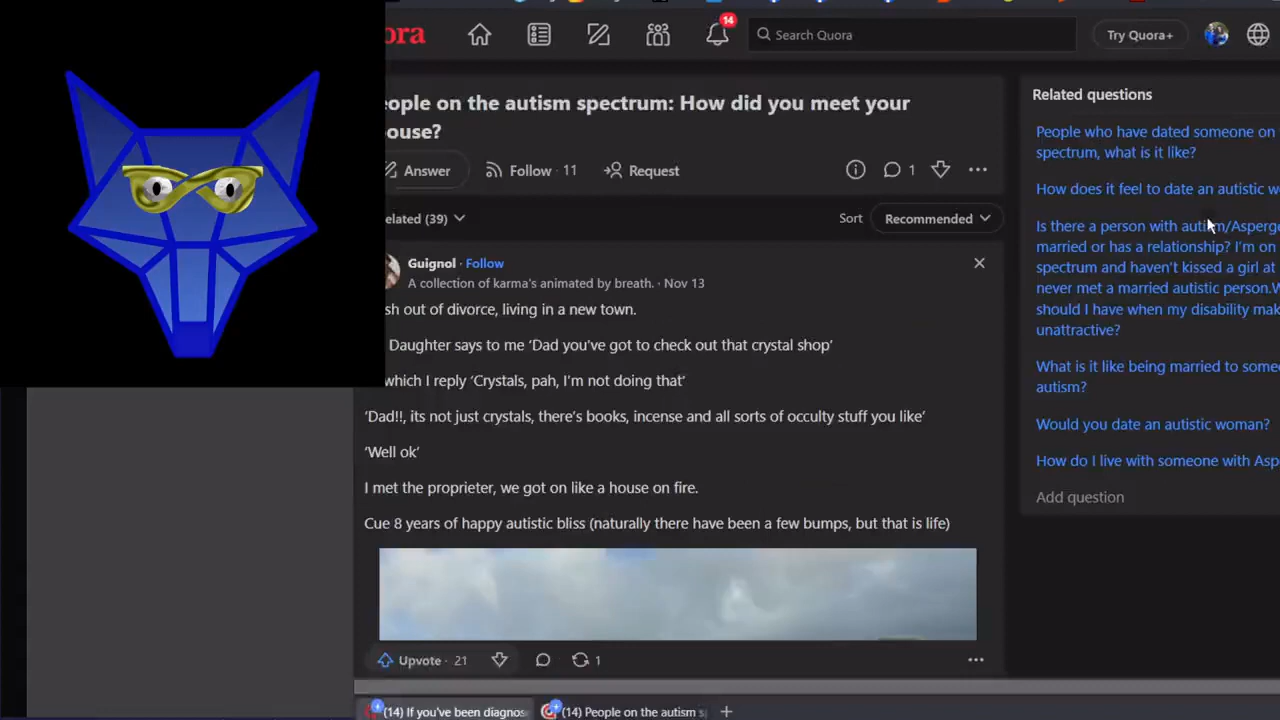 ora
14
Search Quora
Try Quora+
eople on the autism spectrum: How did you meet your
ouse?
Answer
Follow · 11
Request
1
elated (39)
Sort
Recommended
Guignol · Follow
A collection of karma's animated by breath. · Nov 13
sh out of divorce, living in a new town.
Daughter says to me ‘Dad you’ve got to check out that crystal shop’
which I reply ‘Crystals, pah, I’m not doing that’
‘Dad!!, its not just crystals, there’s books, incense and all sorts of occulty stuff you like’
‘Well ok’
I met the proprieter, we got on like a house on fire.
Cue 8 years of happy autistic bliss (naturally there have been a few bumps, but that is life)
Upvote · 21
1
Related questions
People who have dated someone on
spectrum, what is it like?
How does it feel to date an autistic w
Is there a person with autism/Asperge
married or has a relationship? I’m on
spectrum and haven’t kissed a girl at
never met a married autistic person.W
should I have when my disability mak
unattractive?
What is it like being married to some
autism?
Would you date an autistic woman?
How do I live with someone with Asp
Add question
(14) If you've been diagnos
(14) People on the autism s